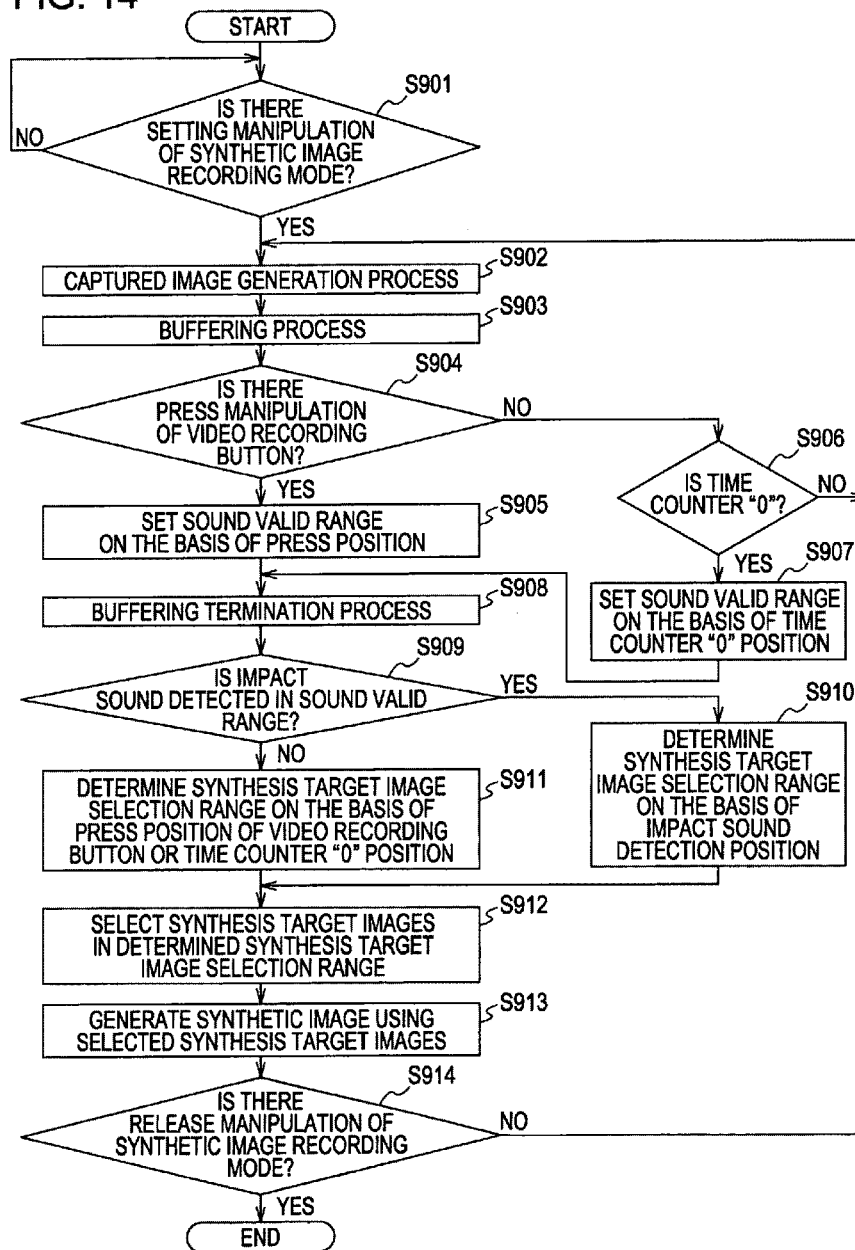 FIG. 14
START
S901
IS THERE
SETTING MANIPULATION
OF SYNTHETIC IMAGE
RECORDING MODE?
NO
YES
S902
CAPTURED IMAGE GENERATION PROCESS
S903
BUFFERING PROCESS
S904
IS THERE
PRESS MANIPULATION
OF VIDEO RECORDING
BUTTON?
NO
YES
S906
IS TIME
COUNTER "0"?
NO
YES
S905
SET SOUND VALID RANGE
ON THE BASIS OF PRESS POSITION
S907
SET SOUND VALID RANGE
ON THE BASIS OF TIME
COUNTER "0" POSITION
S908
BUFFERING TERMINATION PROCESS
S909
IS IMPACT
SOUND DETECTED IN SOUND VALID
RANGE?
YES
NO
S910
DETERMINE
SYNTHESIS TARGET
IMAGE SELECTION RANGE
ON THE BASIS OF
IMPACT SOUND
DETECTION POSITION
S911
DETERMINE SYNTHESIS TARGET IMAGE
SELECTION RANGE ON THE BASIS OF
PRESS POSITION OF VIDEO RECORDING
BUTTON OR TIME COUNTER "0" POSITION
S912
SELECT SYNTHESIS TARGET IMAGES
IN DETERMINED SYNTHESIS TARGET
IMAGE SELECTION RANGE
S913
GENERATE SYNTHETIC IMAGE USING
SELECTED SYNTHESIS TARGET IMAGES
S914
IS THERE
RELEASE MANIPULATION OF
SYNTHETIC IMAGE RECORDING
MODE?
NO
YES
END